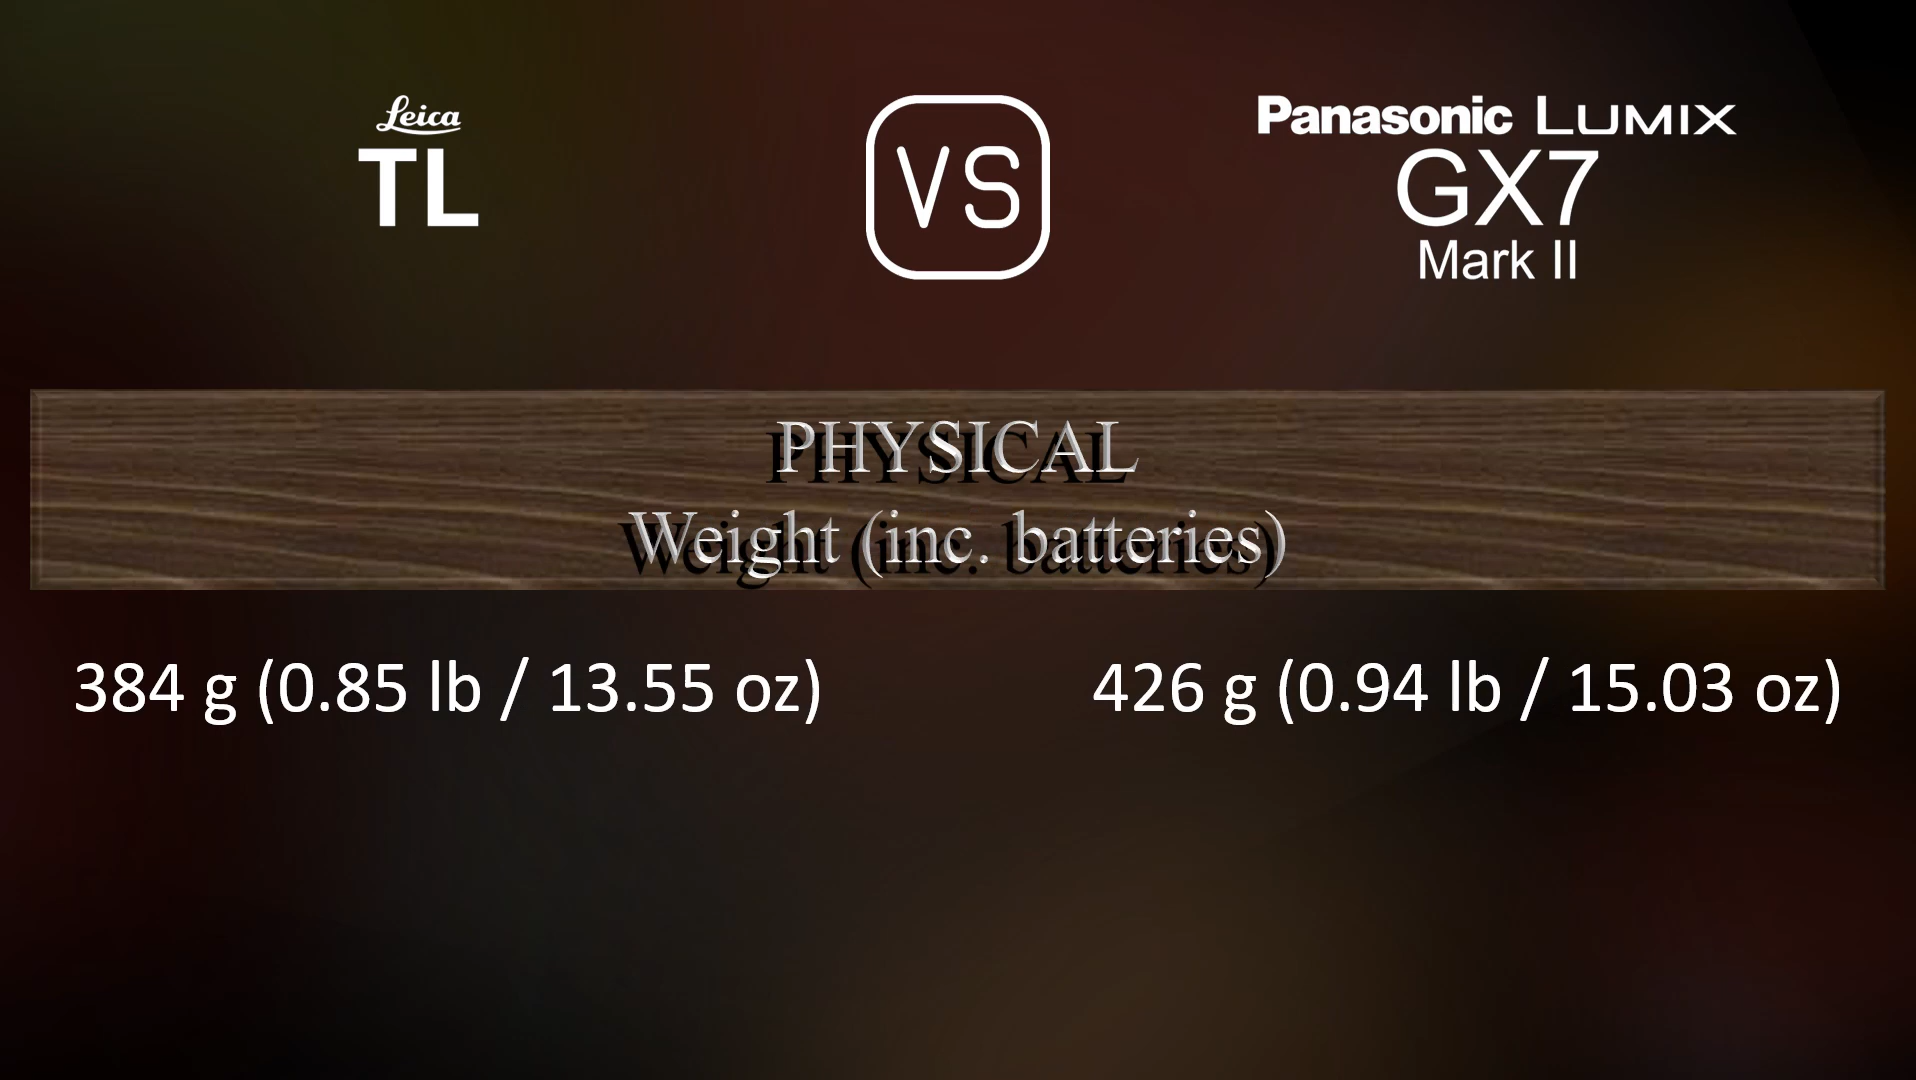 Leica
TL
VS
Panasonic LUMIX
GX7
Mark II
PHYSICAL
Weight (inc. batteries)
384 g (0.85 lb / 13.55 oz)
426 g (0.94 lb / 15.03 oz)